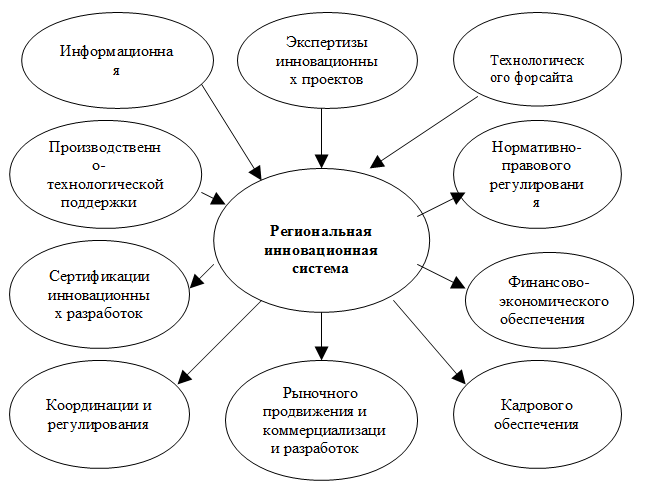 Информационна
я
Экспертизы
инновационны
х проектов
Технологическ
ого форсайта
Производственн
о-
технологической
поддержки
Нормативно-
правового
регулировани
я
Региональная
инновационная
система
Сертификации
инновационны
х разработок
Финансово-
экономического
обеспечения
Координации и
регулирования
Рыночного
продвижения и
коммерциализаци
и разработок
Кадрового
обеспечения